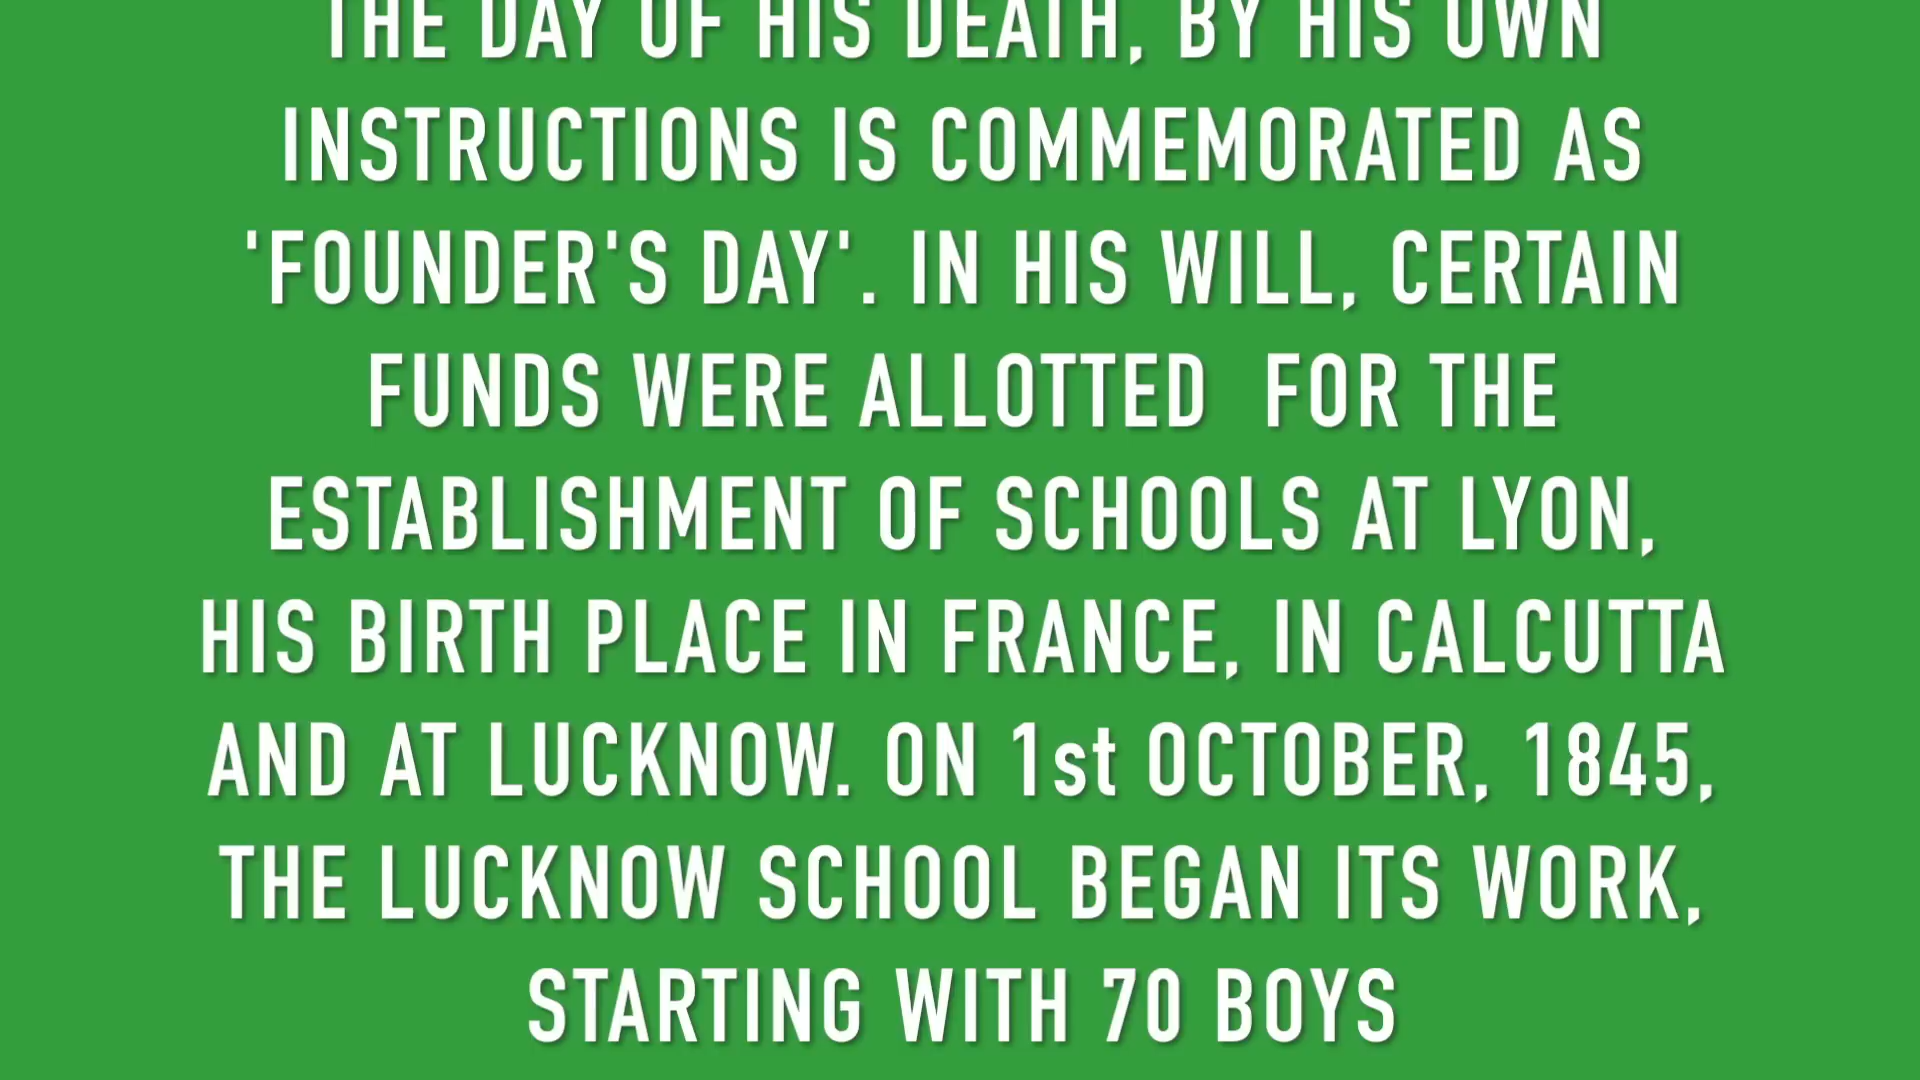 THE DAY OF HIS DEATH, BY HIS OWN
INSTRUCTIONS IS COMMEMORATED AS
'FOUNDER'S DAY'. IN HIS WILL, CERTAIN
FUNDS WERE ALLOTTED  FOR THE
ESTABLISHMENT OF SCHOOLS AT LYON,
HIS BIRTH PLACE IN FRANCE, IN CALCUTTA
AND AT LUCKNOW. ON 1st OCTOBER, 1845,
THE LUCKNOW SCHOOL BEGAN ITS WORK,
STARTING WITH 70 BOYS